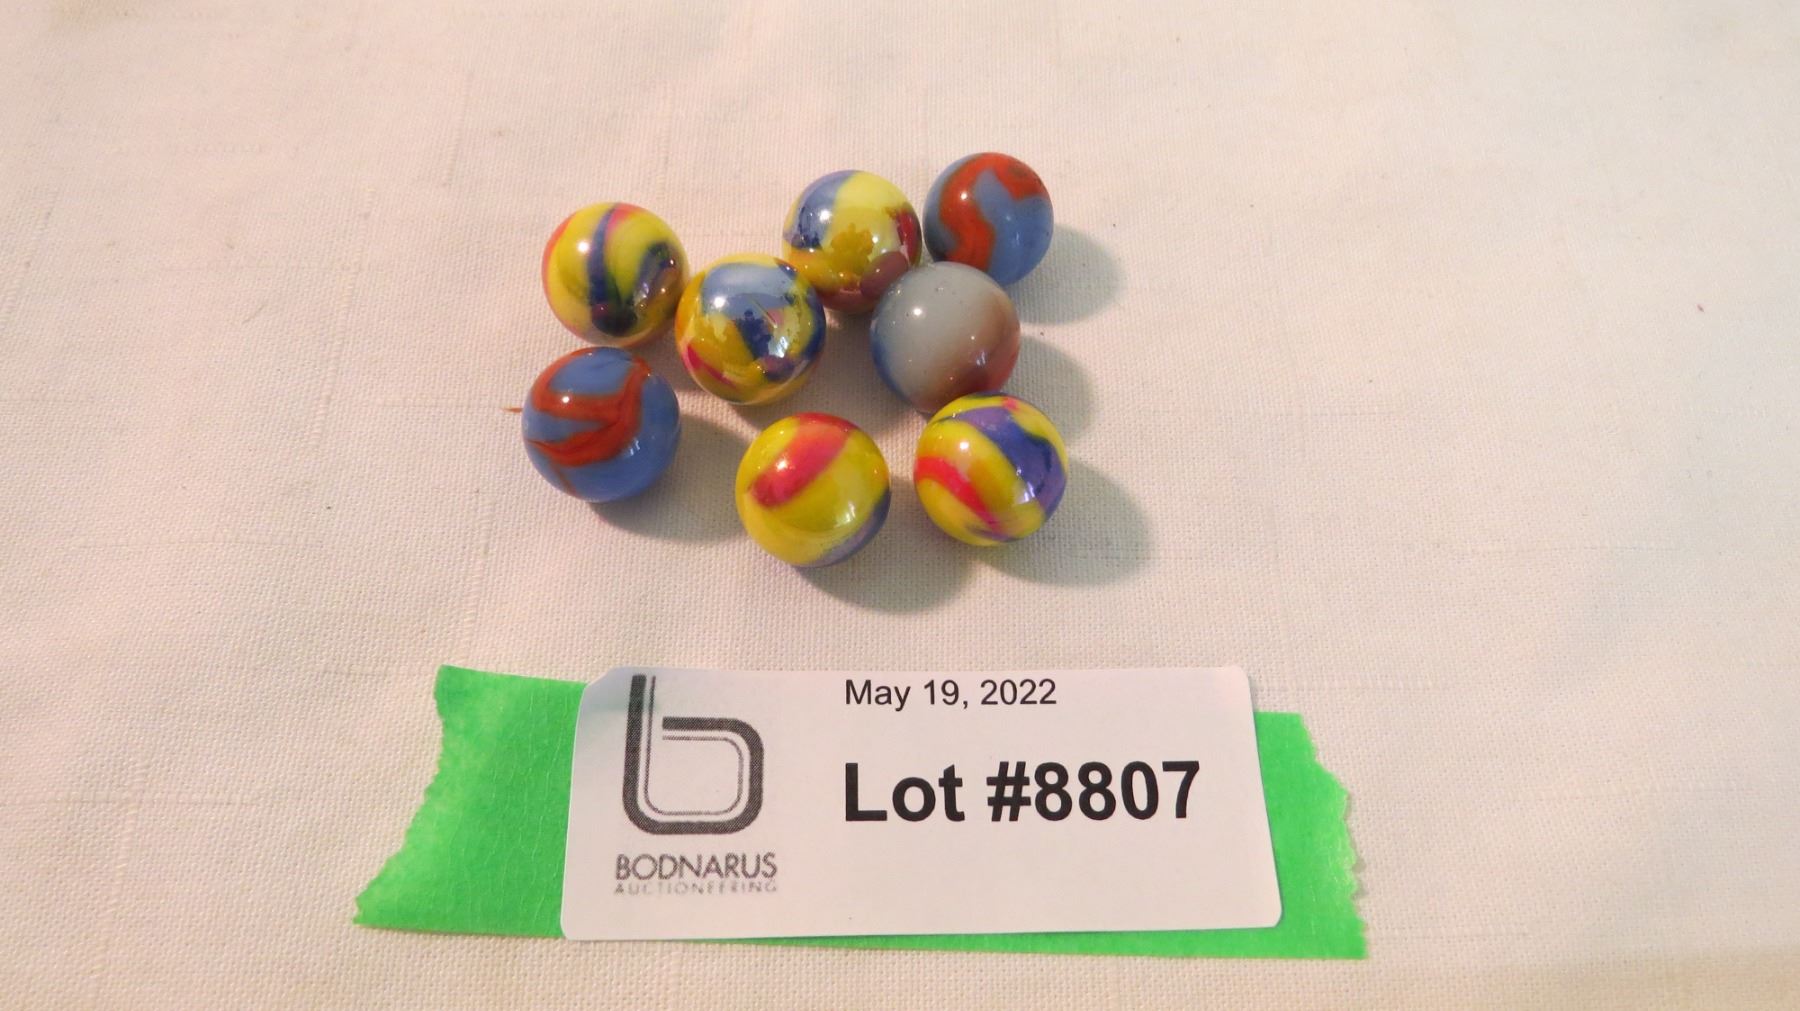 May 19, 2022
Lot #8807
BODNARUS
AUCTIONEERING